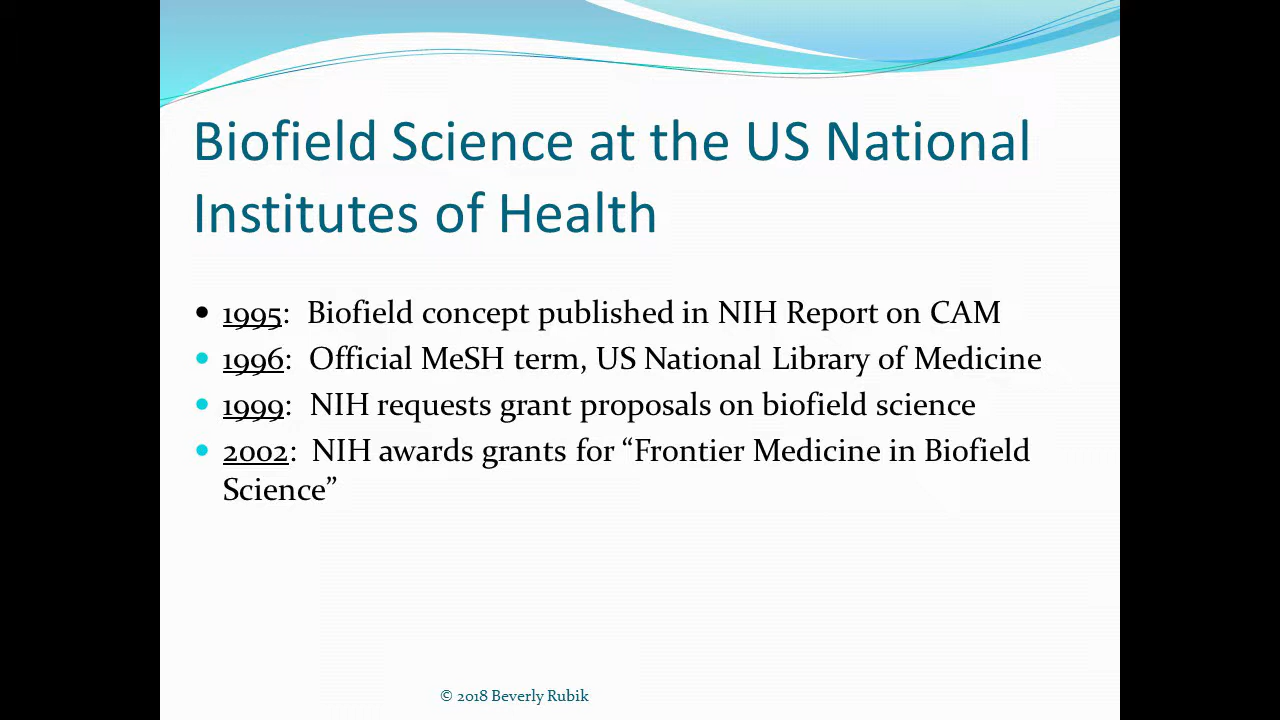 Biofield Science at the US National
Institutes of Health
• 1995: Biofield concept published in NIH Report on CAM
• 1996: Official MeSH term, US National Library of Medicine
• 1999: NIH requests grant proposals on biofield science
• 2002: NIH awards grants for “Frontier Medicine in Biofield
Science”
© 2018 Beverly Rubik